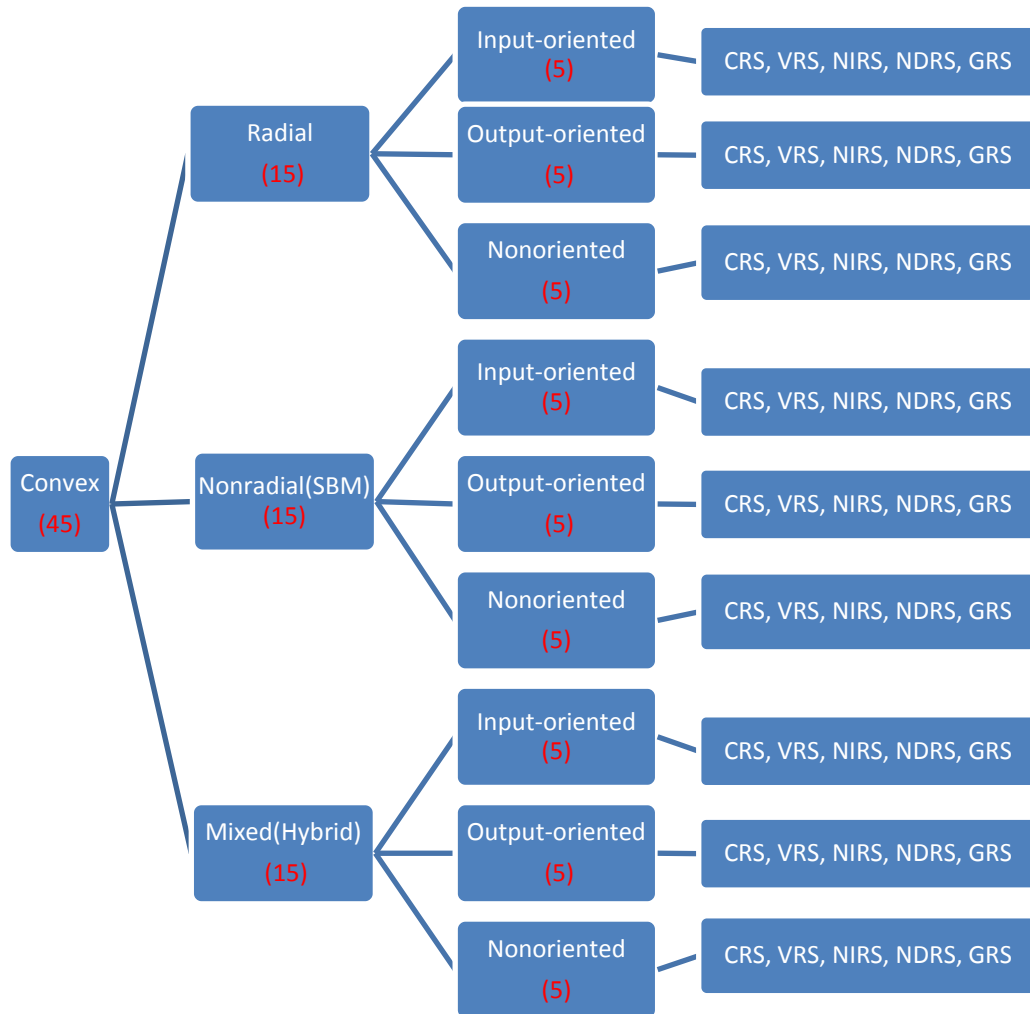 Input-oriented
(5)
CRS, VRS, NIRS, NDRS, GRS
Radial
(15)
Output-oriented
(5)
CRS, VRS, NIRS, NDRS, GRS
Nonoriented
(5)
CRS, VRS, NIRS, NDRS, GRS
Input-oriented
(5)
CRS, VRS, NIRS, NDRS, GRS
Convex
(45)
Nonradial(SBM)
(15)
Output-oriented
(5)
CRS, VRS, NIRS, NDRS, GRS
Nonoriented
(5)
CRS, VRS, NIRS, NDRS, GRS
Input-oriented
(5)
CRS, VRS, NIRS, NDRS, GRS
Mixed(Hybrid)
(15)
Output-oriented
(5)
CRS, VRS, NIRS, NDRS, GRS
Nonoriented
(5)
CRS, VRS, NIRS, NDRS, GRS